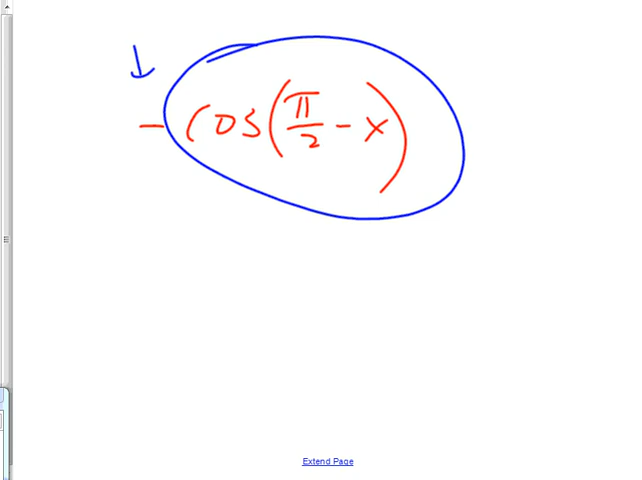 -cos(π/2 - x)
Extend Page